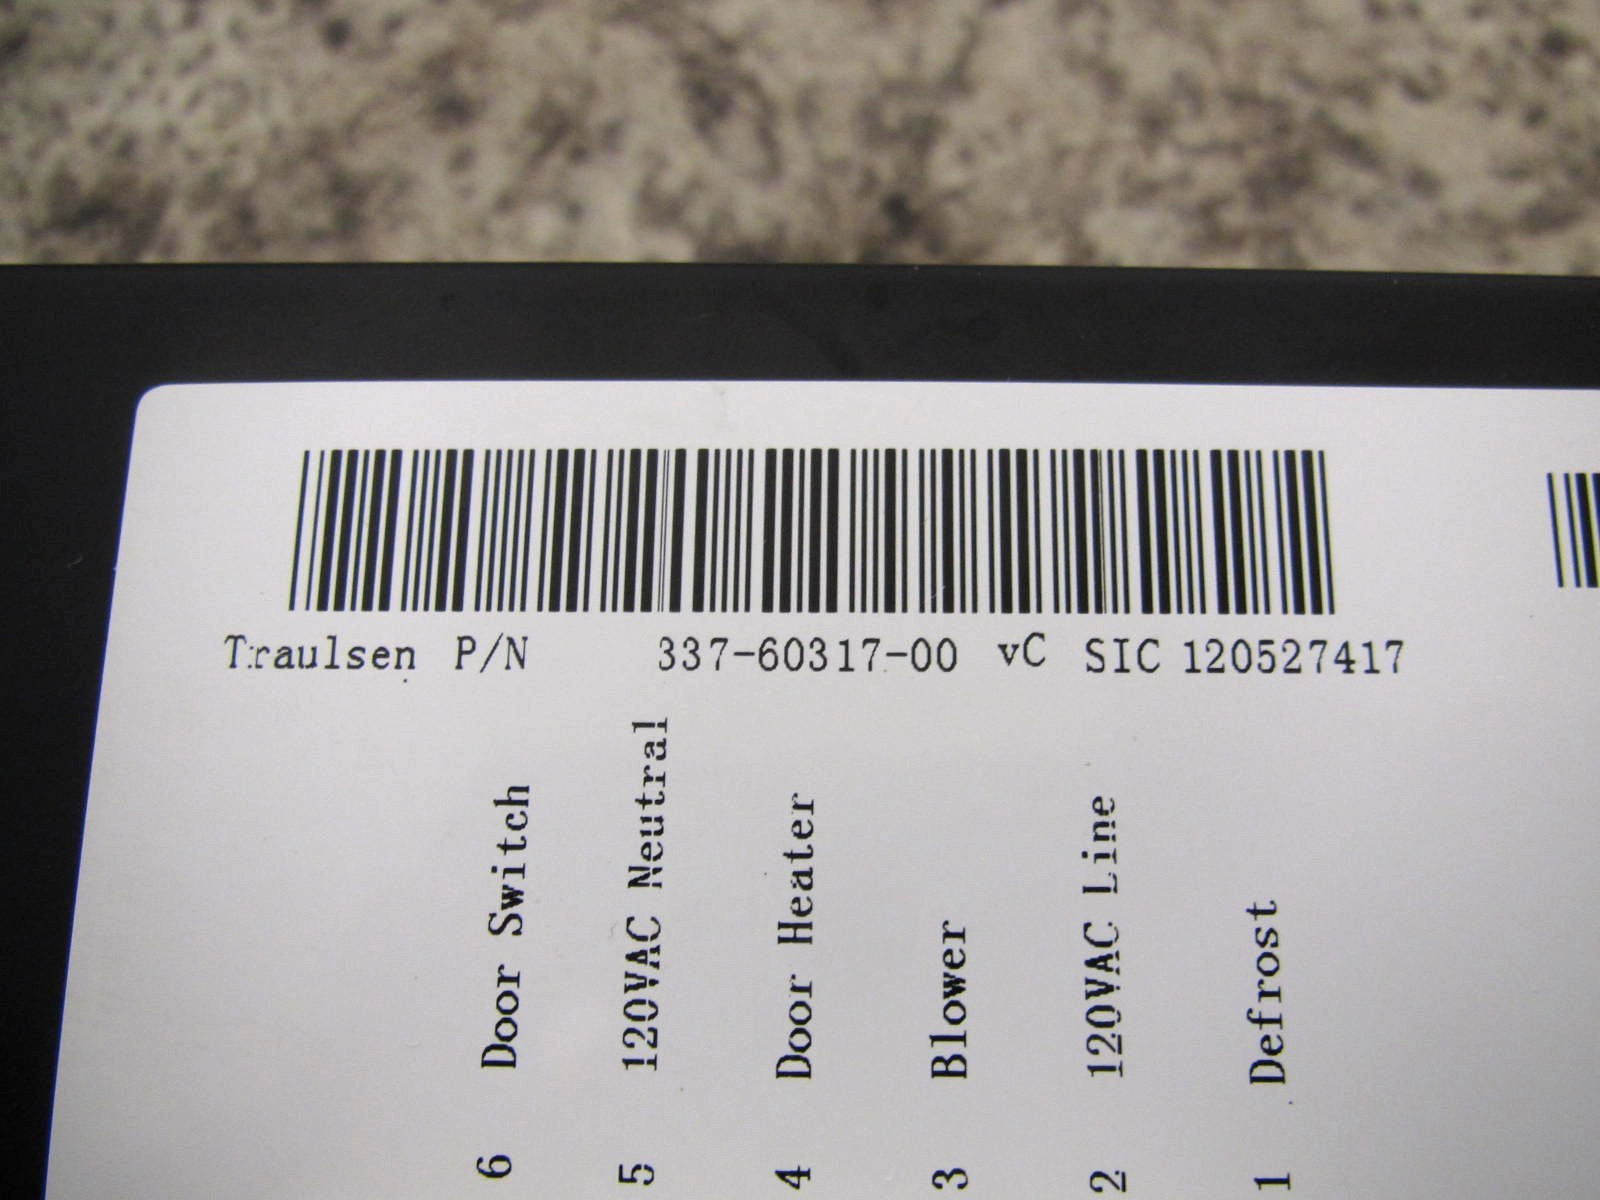 Traulsen P/N 337-60317-00 vC SIC 120527417
6 Door Switch
5 120VAC Neutral
4 Door Heater
3 Blower
2 120VAC Line
1 Defrost